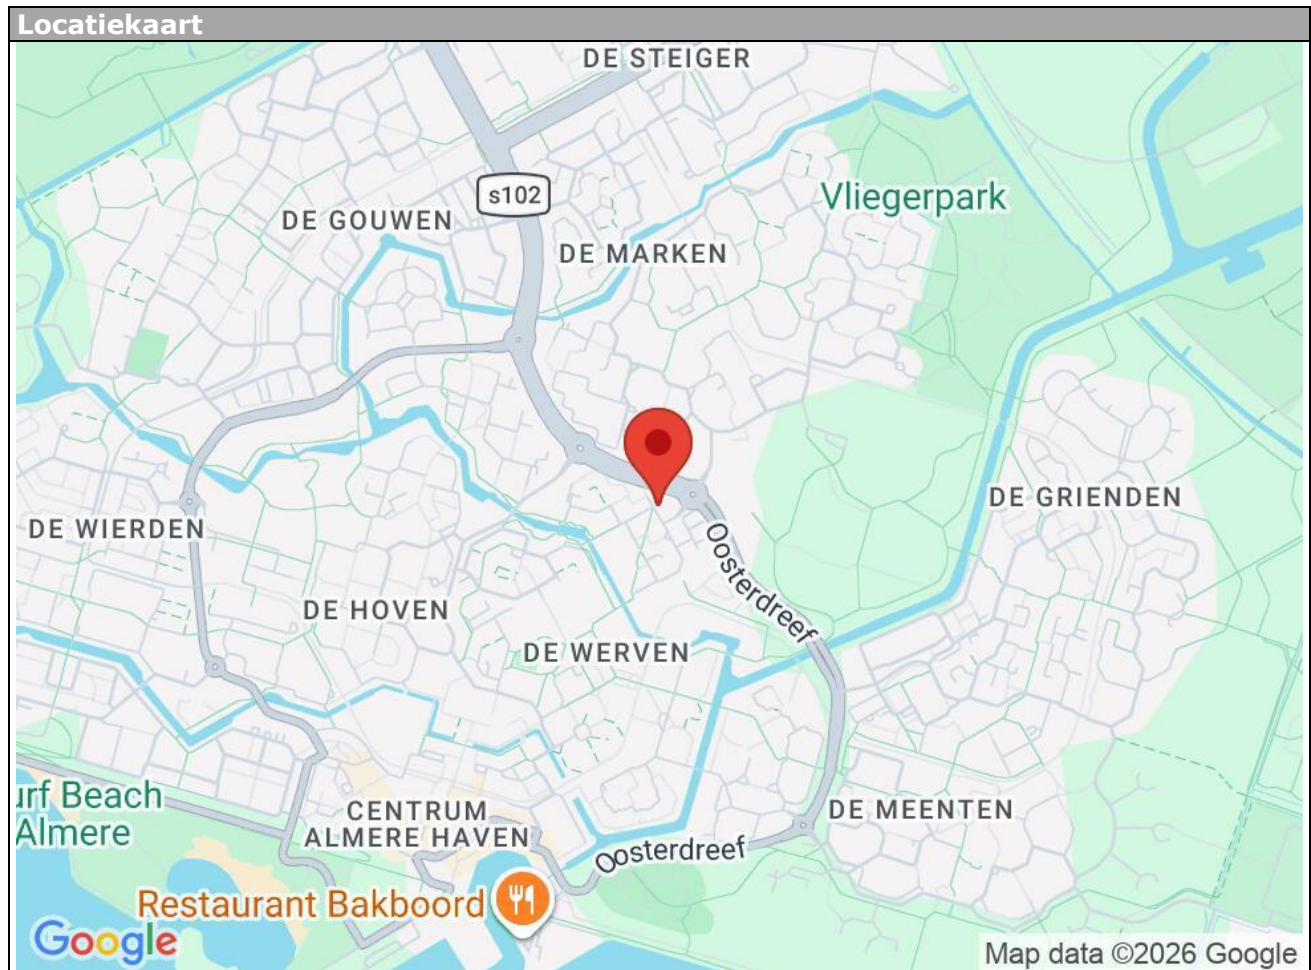 Locatiekaart
DE STEIGER
s102
Vliegerpark
DE GOUWEN
DE MARKEN
DE GRIENDEN
DE WIERDEN
Oosterdreef
DE HOVEN
DE WERVEN
urf Beach
Almere
CENTRUM
ALMERE HAVEN
DE MEENTEN
Oosterdreef
Restaurant Bakboord
Google
Map data ©2026 Google